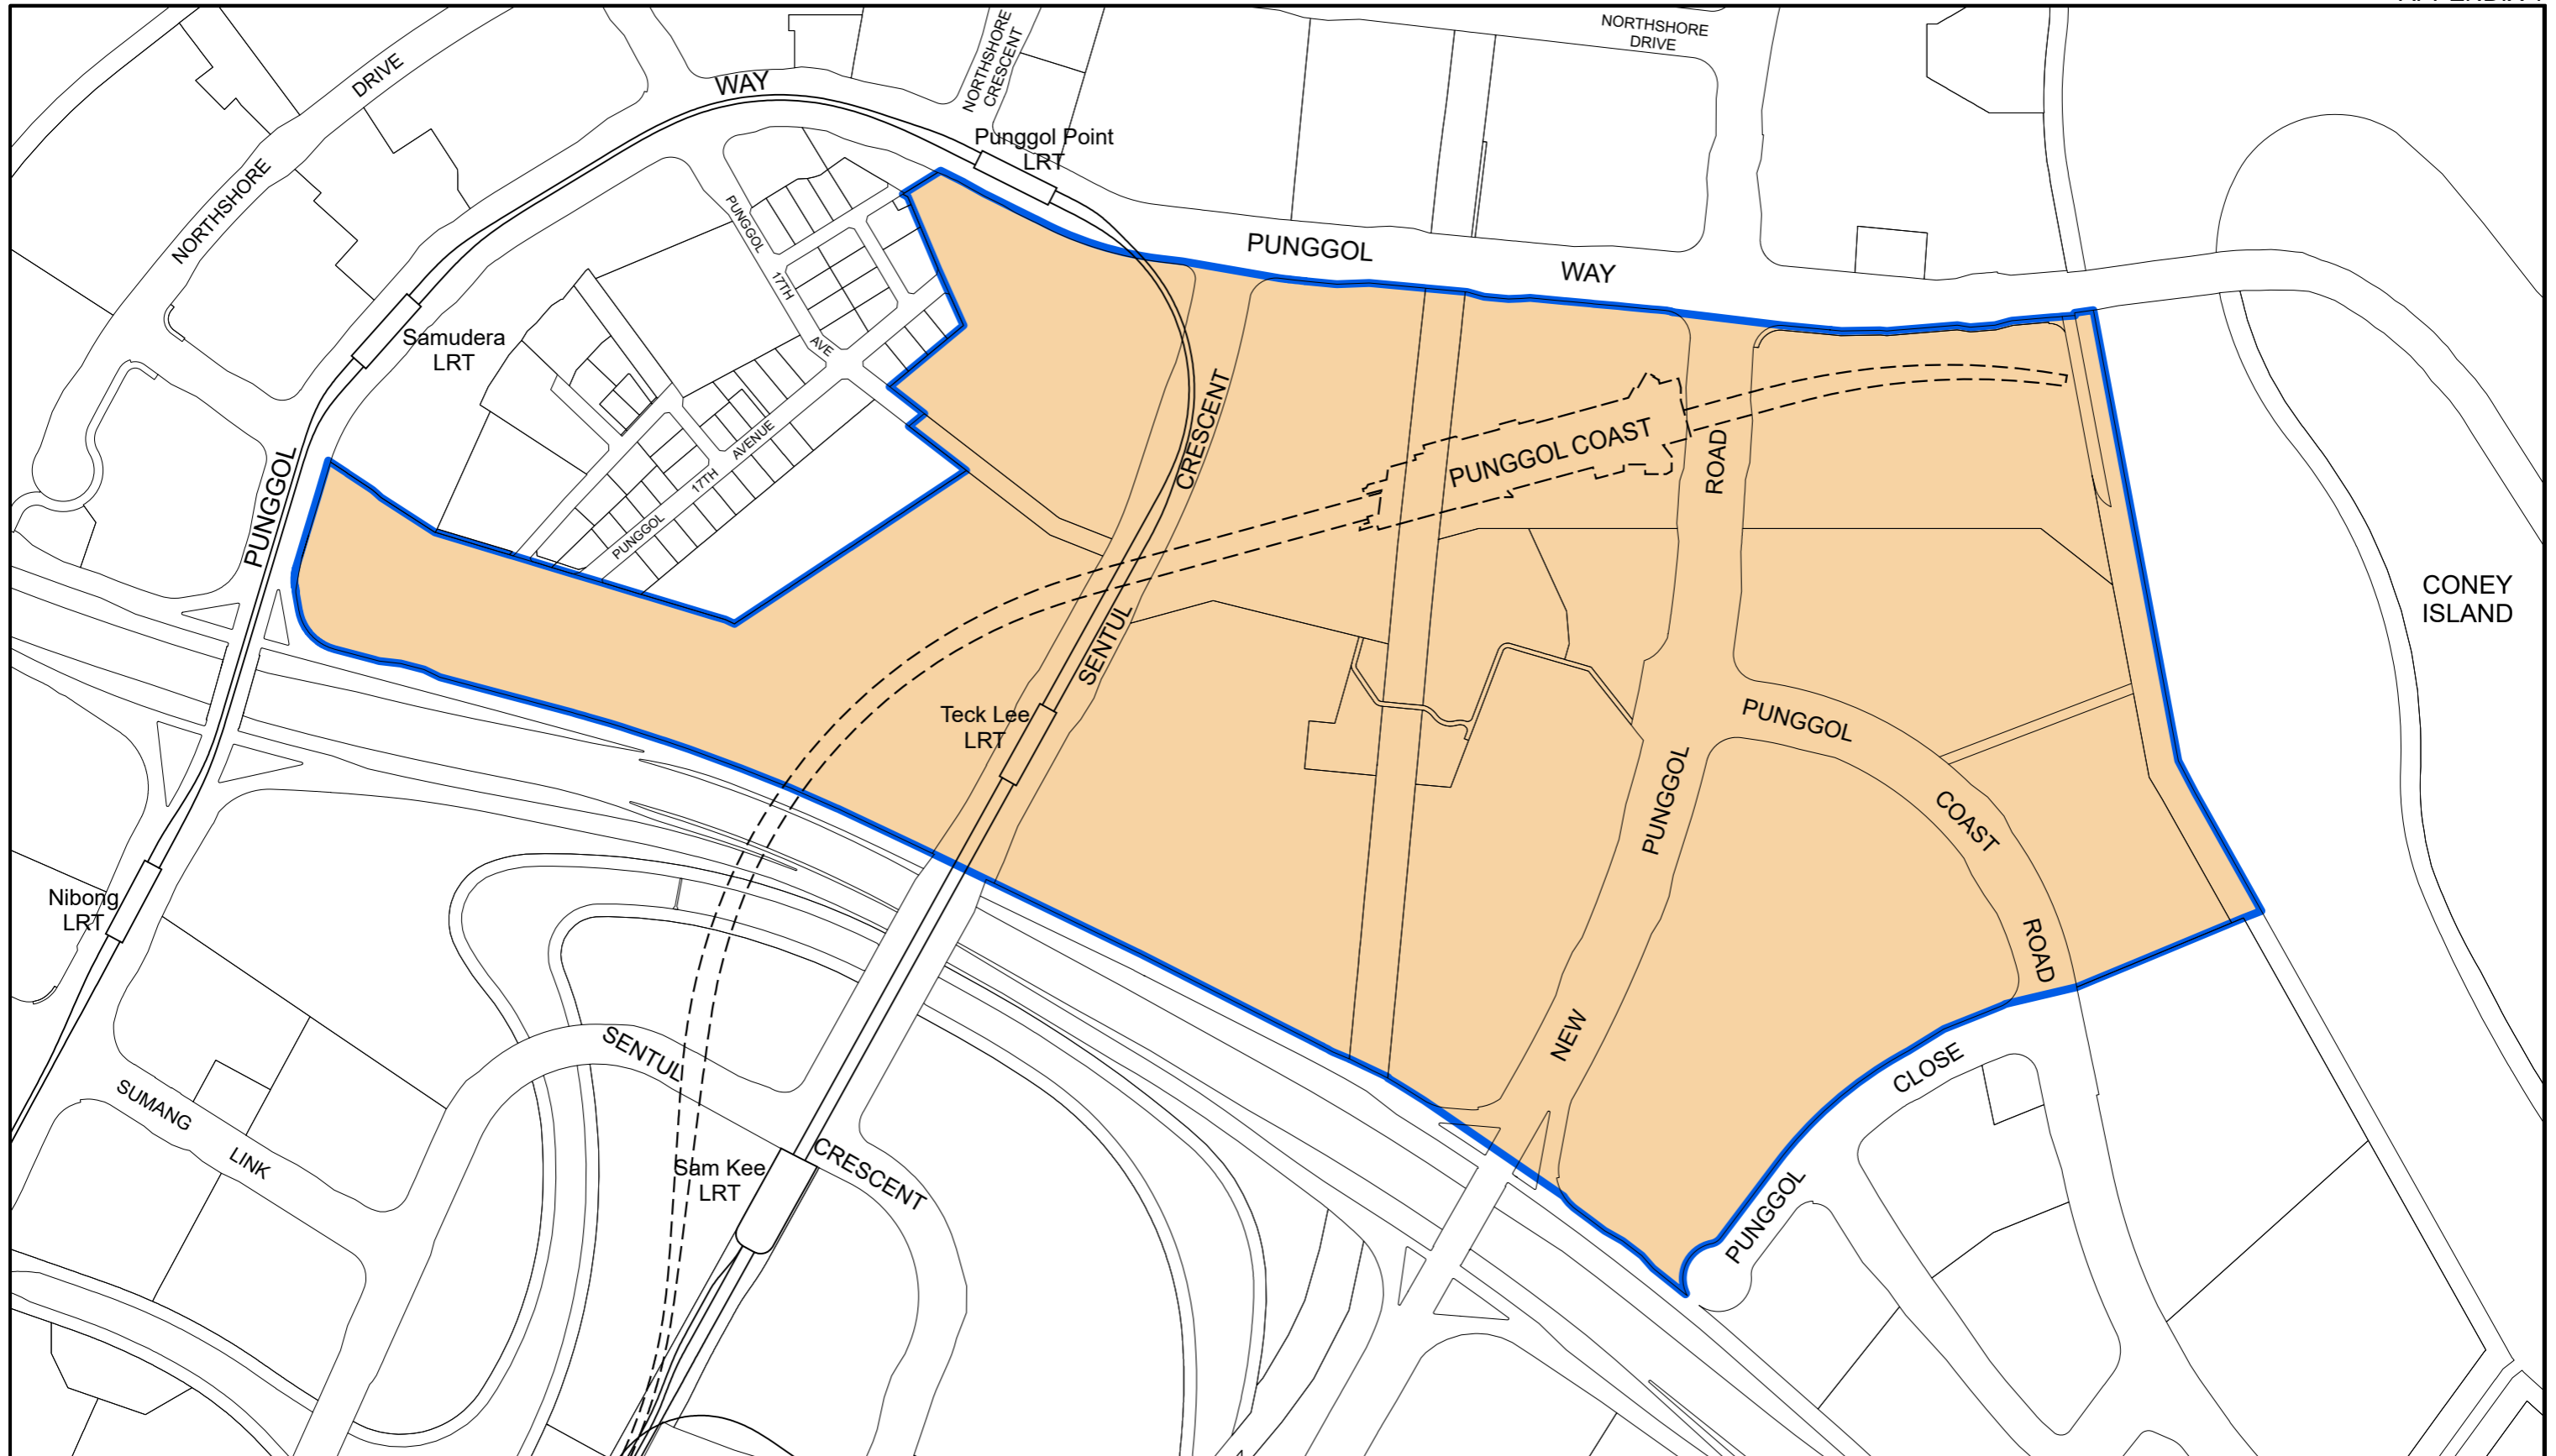 NORTHSHORE
DRIVE
WAY
NORTHSHORE
CRESCENT
NORTHSHORE
DRIVE
Punggol Point
LRT
PUNGGOL
WAY
PUNGGOL
17TH
AVE
Samudera
LRT
PUNGGOL
PUNGGOL
17TH
AVENUE
SENTUL
CRESCENT
PUNGGOL COAST
ROAD
CONEY
ISLAND
Teck Lee
LRT
PUNGGOL
COAST
ROAD
NEW
PUNGGOL
Nibong
LRT
SENTUL
CRESCENT
SUMANG
LINK
Sam Kee
LRT
PUNGGOL
CLOSE